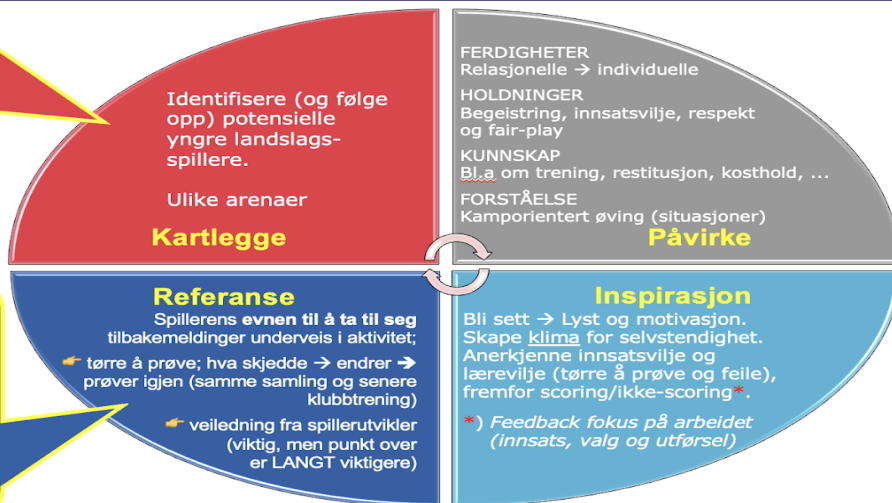 Identifisere (og følge
opp) potensielle
yngre landslags-
spillere.
Ulike arenaer
Kartlegge
FERDIGHETER
Relasjonelle → individuelle
HOLDNINGER
Begeistring, innsatsvilje, respekt
og fair-play
KUNNSKAP
Bl.a om trening, restitusjon, kosthold, ...
FORSTÅELSE
Kamporientert øving (situasjoner)
Påvirke
Referanse
Spillerens evnen til å ta til seg
tilbakemeldinger underveis i aktivitet;
👉 tørre å prøve; hva skjedde → endrer ➔
prøver igjen (samme samling og senere
klubbtrening)
👉 veiledning fra spillerutvikler
(viktig, men punkt over
er LANGT viktigere)
Inspirasjon
Bli sett → Lyst og motivasjon.
Skape klima for selvstendighet.
Anerkjenne innsatsvilje og
lærevilje (tørre å prøve og feile),
fremfor scoring/ikke-scoring*.
*) Feedback fokus på arbeidet
(innsats, valg og utførsel)